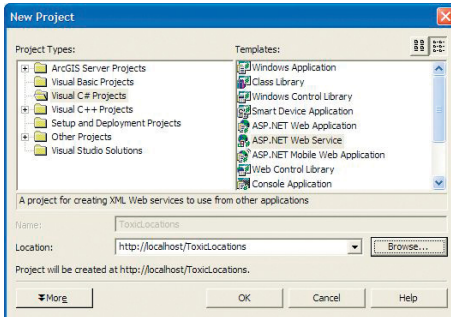 New Project
Project Types:
Templates:
ArcGIS Server Projects
Visual Basic Projects
Visual C# Projects
Visual C++ Projects
Setup and Deployment Projects
Other Projects
Visual Studio Solutions
Windows Application
Class Library
Windows Control Library
Smart Device Application
ASP.NET Web Application
ASP.NET Web Service
ASP.NET Mobile Web Application
Web Control Library
Console Application
A project for creating XML Web services to use from other applications
Name: ToxicLocations
Location: http://localhost/ToxicLocations Browse...
Project will be created at http://localhost/ToxicLocations.
More OK Cancel Help